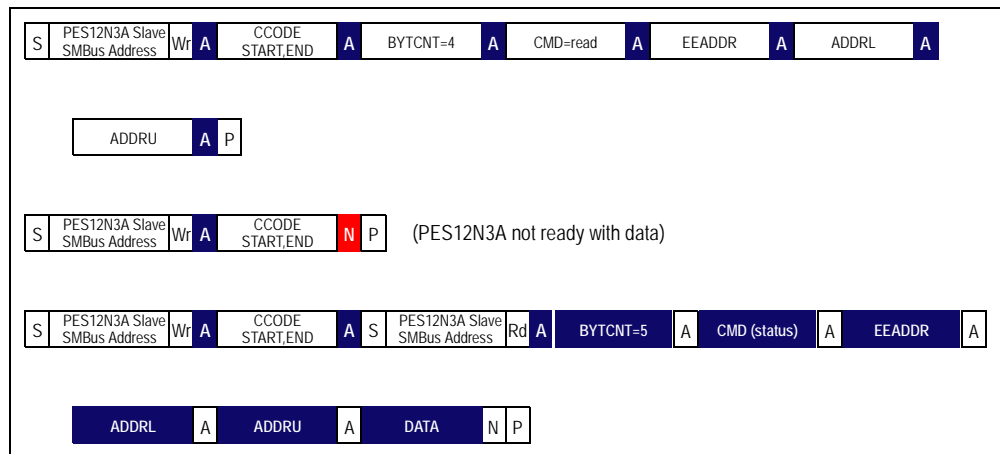 S PES12N3A Slave SMBus Address Wr A CCODE START,END A BYTCNT=4 A CMD=read A EEADDR A ADDRL A
ADDRU A P
S PES12N3A Slave SMBus Address Wr A CCODE START,END N P (PES12N3A not ready with data)
S PES12N3A Slave SMBus Address Wr A CCODE START,END A S PES12N3A Slave SMBus Address Rd A BYTCNT=5 A CMD (status) A EEADDR A
ADDRL A ADDRU A DATA N P